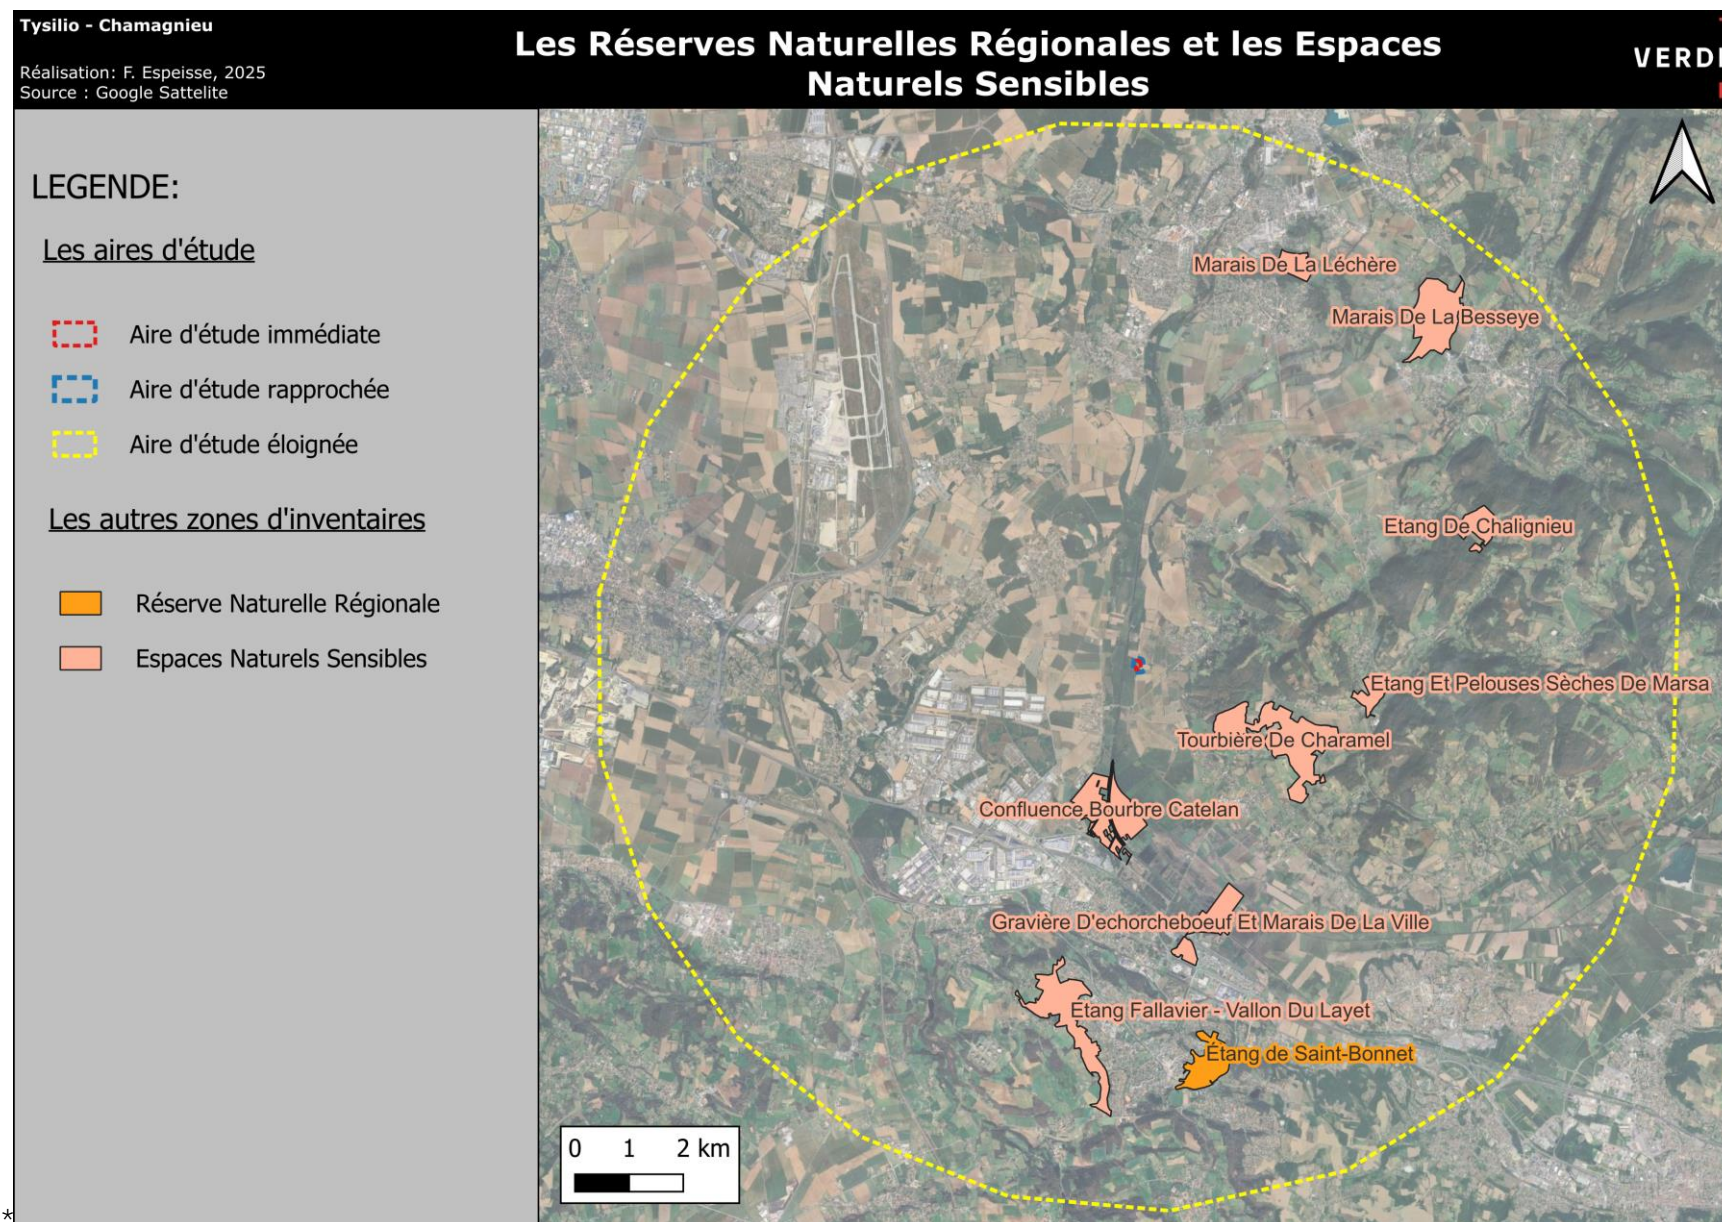 Tysilio - Chamagnieu
Réalisation: F. Espeisse, 2025
Source : Google Sattelite
Les Réserves Naturelles Régionales et les Espaces
Naturels Sensibles
VERDI
LEGENDE:
Les aires d'étude
Aire d'étude immédiate
Aire d'étude rapprochée
Aire d'étude éloignée
Les autres zones d'inventaires
Réserve Naturelle Régionale
Espaces Naturels Sensibles
Marais De La Léchère
Marais De La Besseye
Etang De Chalignieu
Etang Et Pelouses Sèches De Marsa
Tourbière De Charamel
Confluence Bourbre Catelan
Gravière D'echorcheboeuf Et Marais De La Ville
Etang Fallavier - Vallon Du Layet
Étang de Saint-Bonnet
0 1 2 km
*